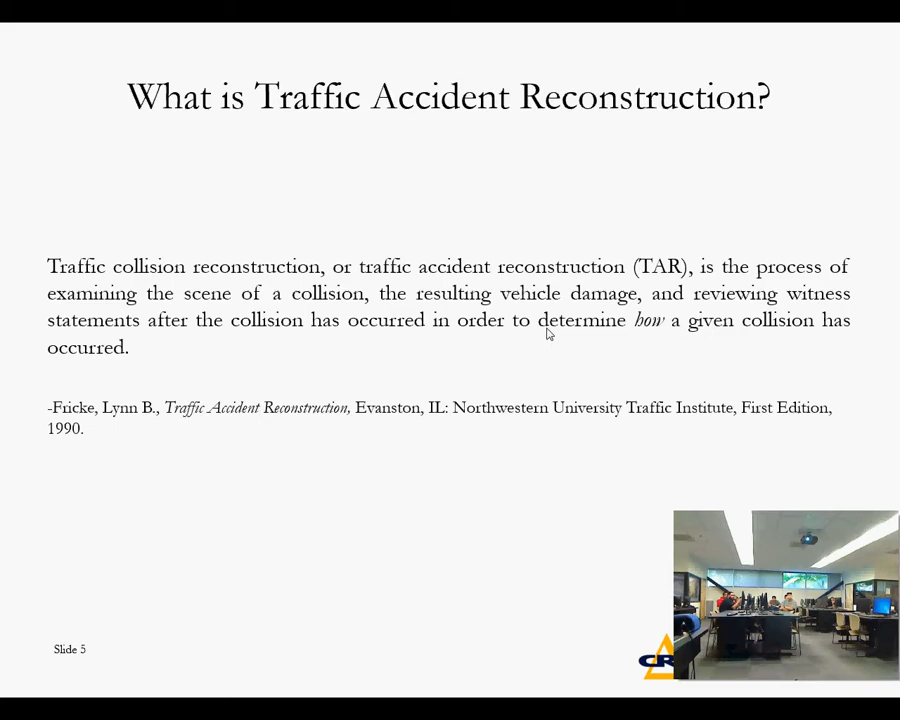 What is Traffic Accident Reconstruction?
Traffic collision reconstruction, or traffic accident reconstruction (TAR), is the process of
examining the scene of a collision, the resulting vehicle damage, and reviewing witness
statements after the collision has occurred in order to determine how a given collision has
occurred.
-Fricke, Lynn B., Traffic Accident Reconstruction, Evanston, IL: Northwestern University Traffic Institute, First Edition,
1990.
Slide 5